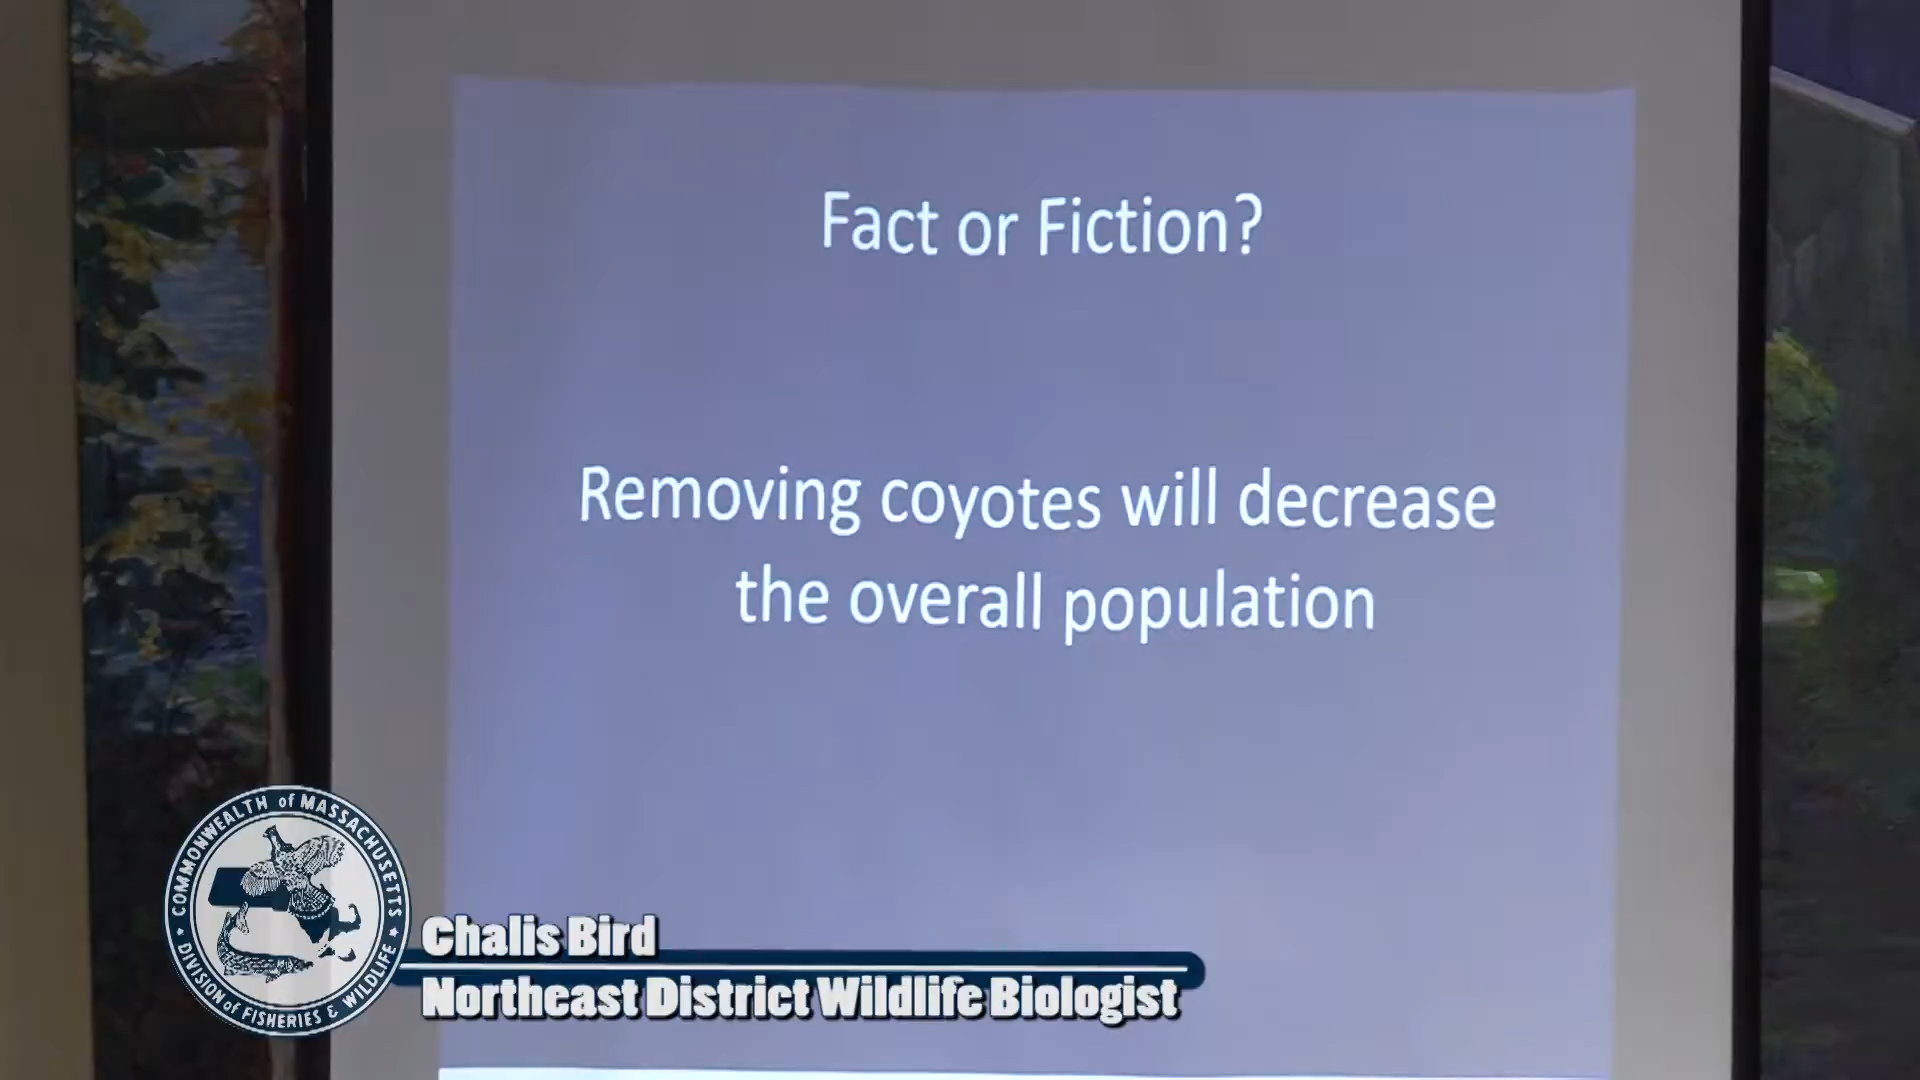 Fact or Fiction?
Removing coyotes will decrease
the overall population
COMMONWEALTH of MASSACHUSETTS
DIVISION of FISHERIES & WILDLIFE
Chalis Bird
Northeast District Wildlife Biologist